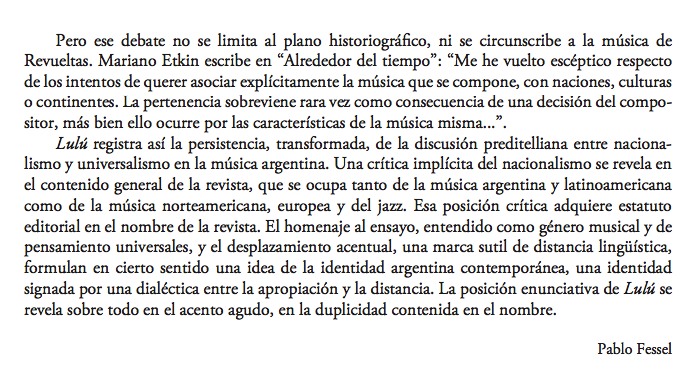 Pero ese debate no se limita al plano historiográfico, ni se circunscribe a la música de
Revueltas. Mariano Etkin escribe en “Alrededor del tiempo”: “Me he vuelto escéptico respecto
de los intentos de querer asociar explícitamente la música que se compone, con naciones, culturas
o continentes. La pertenencia sobreviene rara vez como consecuencia de una decisión del compo-
sitor, más bien ello ocurre por las características de la música misma...”.
Lulú registra así la persistencia, transformada, de la discusión preditelliana entre naciona-
lismo y universalismo en la música argentina. Una crítica implícita del nacionalismo se revela en
el contenido general de la revista, que se ocupa tanto de la música argentina y latinoamericana
como de la música norteamericana, europea y del jazz. Esa posición crítica adquiere estatuto
editorial en el nombre de la revista. El homenaje al ensayo, entendido como género musical y de
pensamiento universales, y el desplazamiento acentual, una marca sutil de distancia lingüística,
formulan en cierto sentido una idea de la identidad argentina contemporánea, una identidad
signada por una dialéctica entre la apropiación y la distancia. La posición enunciativa de Lulú se
revela sobre todo en el acento agudo, en la duplicidad contenida en el nombre.
Pablo Fessel